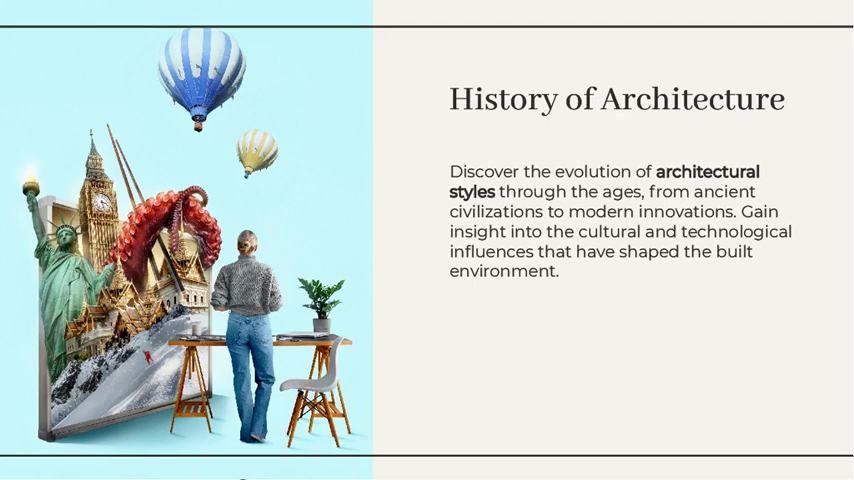 History of Architecture
Discover the evolution of architectural
styles through the ages, from ancient
civilizations to modern innovations. Gain
insight into the cultural and technological
influences that have shaped the built
environment.